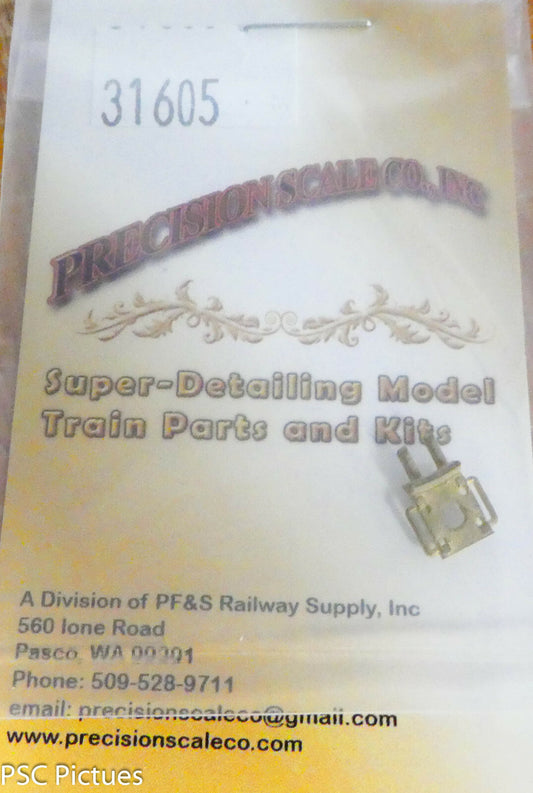 31605
PRECISION SCALE CO., INC
Super-Detailing Model
Train Parts and Kits
A Division of PF&S Railway Supply, Inc
560 Ione Road
Pasco, WA 99301
Phone: 509-528-9711
email: precisionscaleco@gmail.com
www.precisionscaleco.com
PSC Pictues